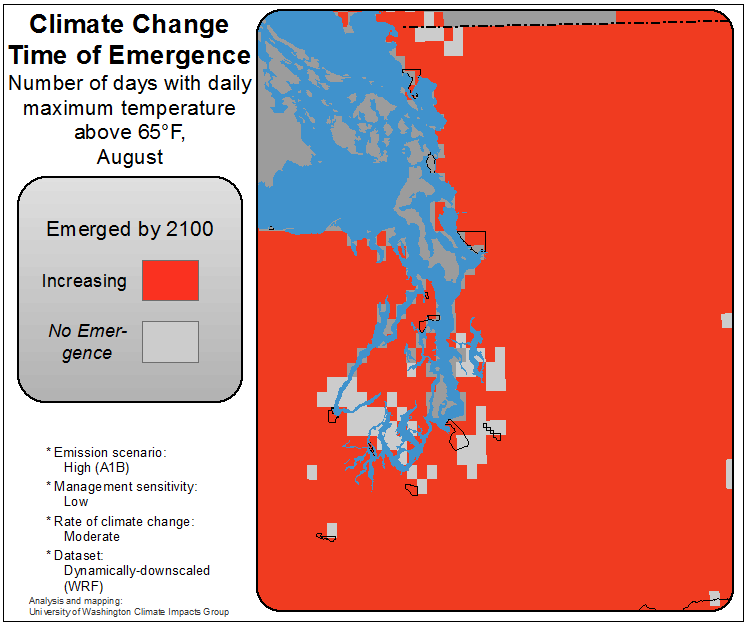 Climate Change
Time of Emergence
Number of days with daily
maximum temperature
above 65°F,
August
Emerged by 2100
Increasing
No Emer-
gence
* Emission scenario:
High (A1B)
* Management sensitivity:
Low
* Rate of climate change:
Moderate
* Dataset:
Dynamically-downscaled
(WRF)
Analysis and mapping:
University of Washington Climate Impacts Group